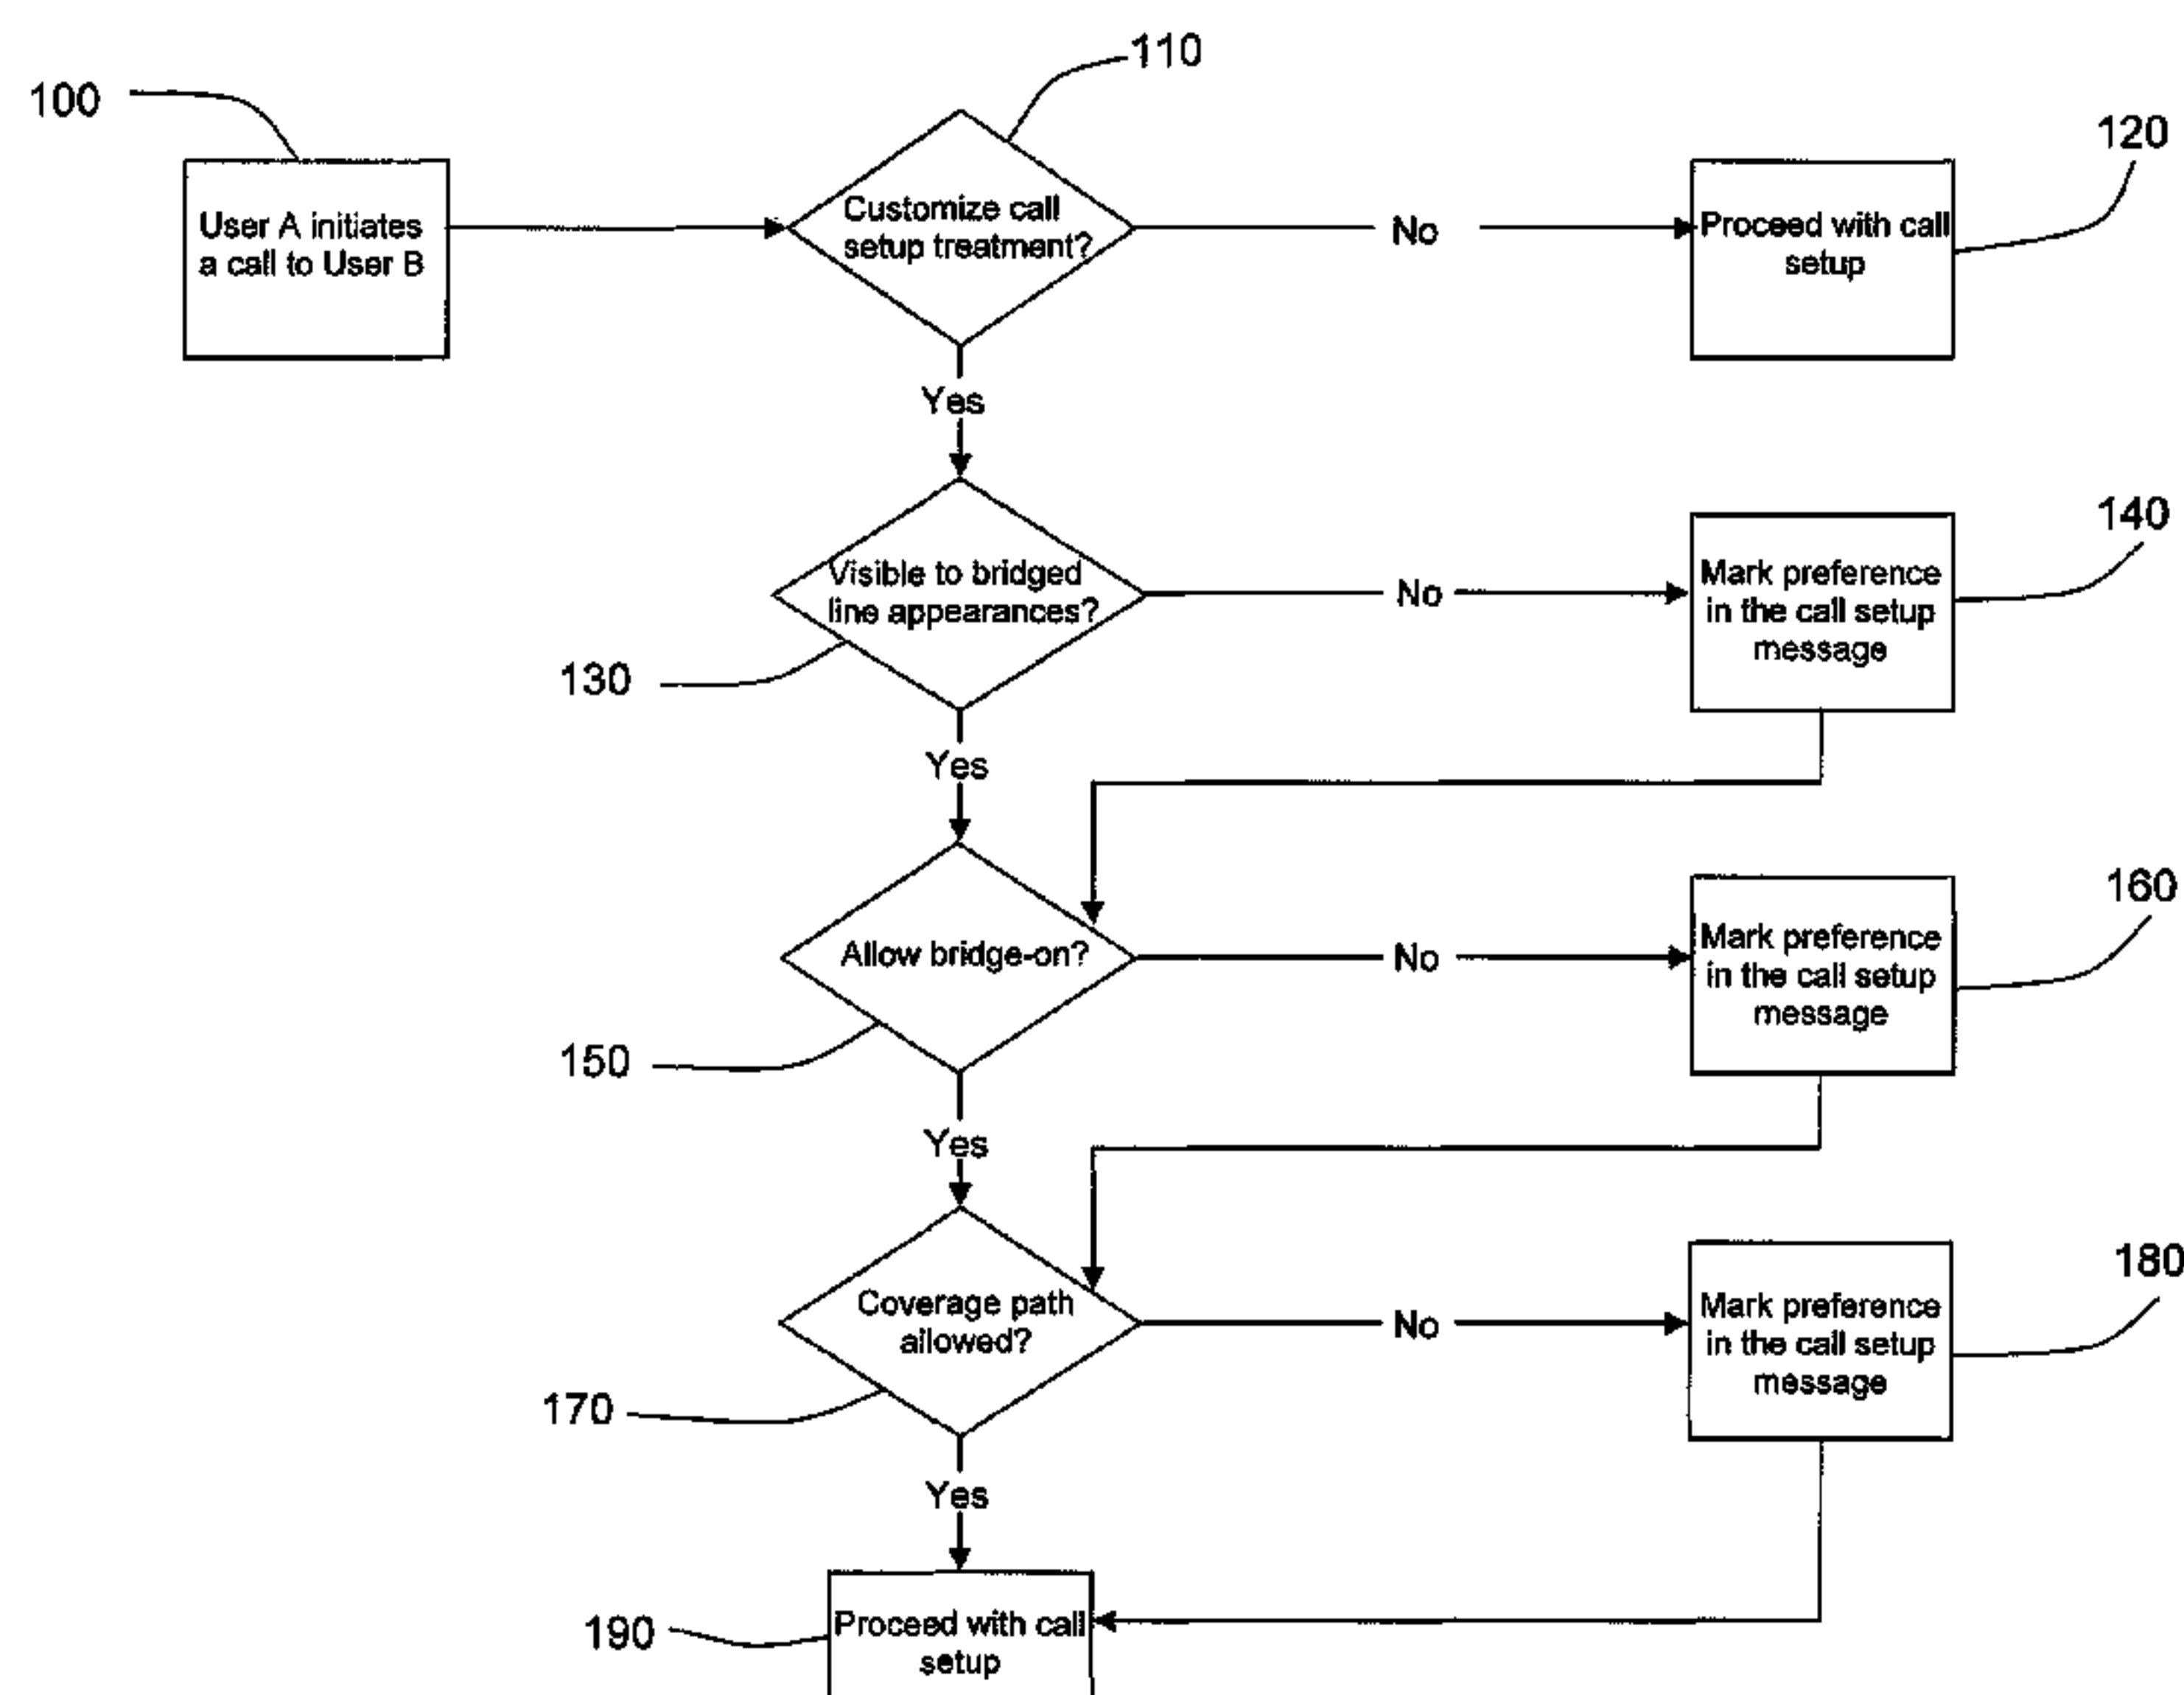 110
100
120
User A initiates
a call to User B
Customize call
setup treatment?
No
Proceed with call
setup
Yes
140
Visible to bridged
line appearances?
No
Mark preference
in the call setup
message
130
Yes
160
Allow bridge-on?
No
Mark preference
in the call setup
message
150
Yes
180
Coverage path
allowed?
No
Mark preference
in the call setup
message
170
Yes
190
Proceed with call
setup